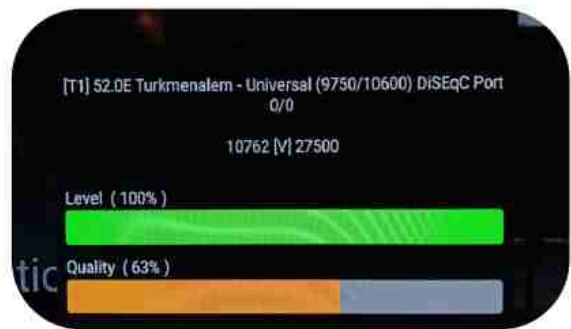 [T1] 52.0E Turkmenalem - Universal (9750/10600) DiSEqC Port
0/0
10762 [V] 27500
Level ( 100% )
tic
Quality ( 63% )